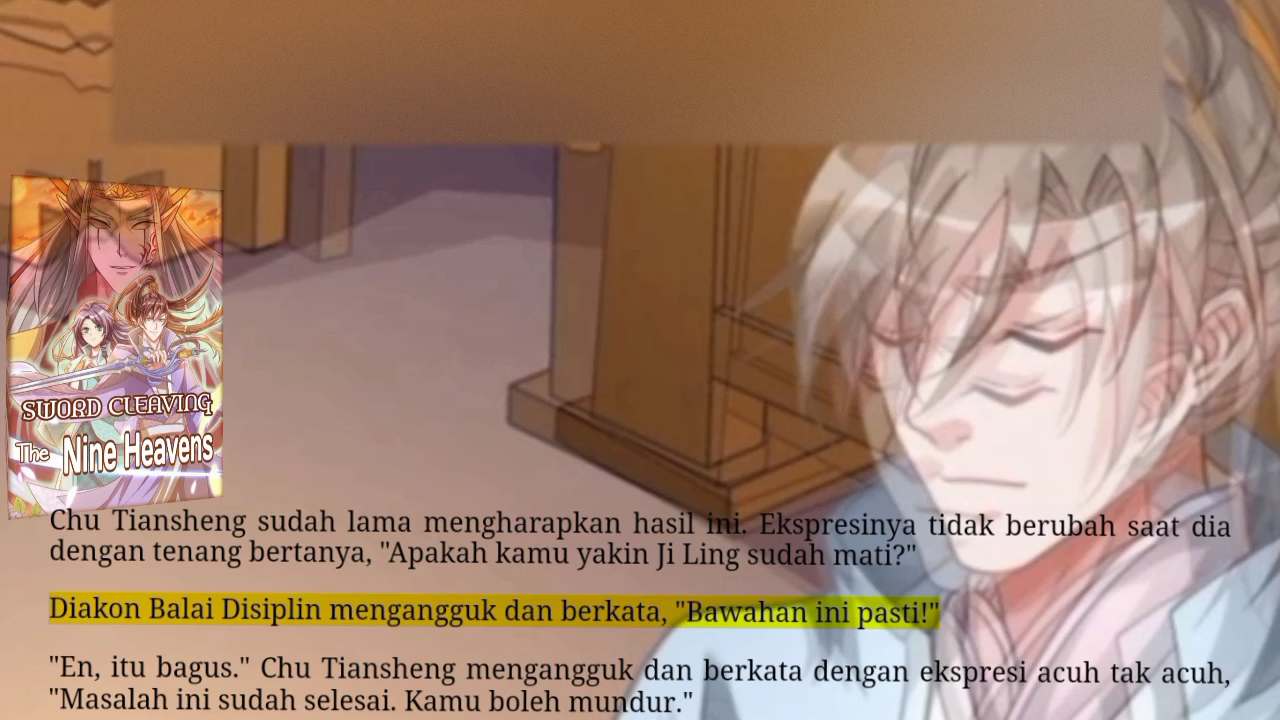 SWORD CLEAVING
The Nine Heavens
Chu Tiansheng sudah lama mengharapkan hasil ini. Ekspresinya tidak berubah saat dia
dengan tenang bertanya, "Apakah kamu yakin Ji Ling sudah mati?"
Diakon Balai Disiplin mengangguk dan berkata, "Bawahan ini pasti!"
"En, itu bagus." Chu Tiansheng mengangguk dan berkata dengan ekspresi acuh tak acuh,
"Masalah ini sudah selesai. Kamu boleh mundur."